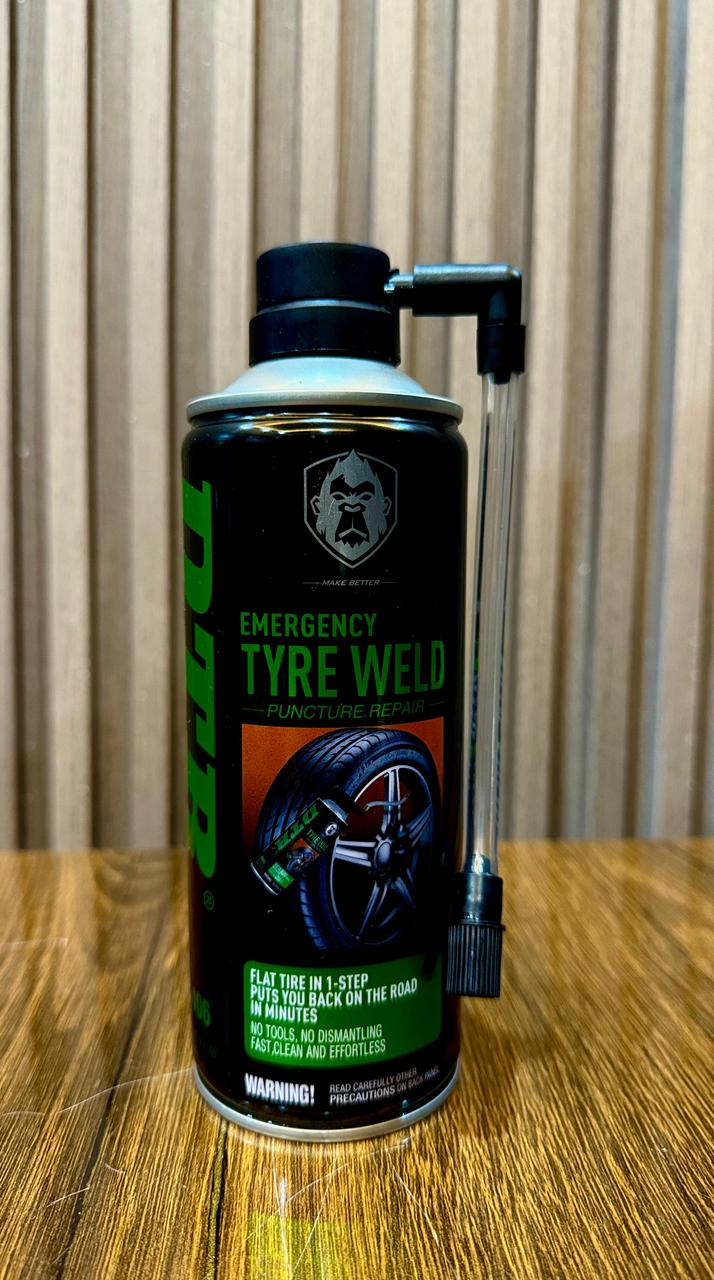 MAKE BETTER
EMERGENCY
TYRE WELD
PUNCTURE REPAIR
FLAT TIRE IN 1-STEP
PUTS YOU BACK ON THE ROAD
IN MINUTES
NO TOOLS, NO DISMANTLING
FAST,CLEAN AND EFFORTLESS
WARNING!
READ CAREFULLY OTHER
PRECAUTIONS ON BACK PANEL